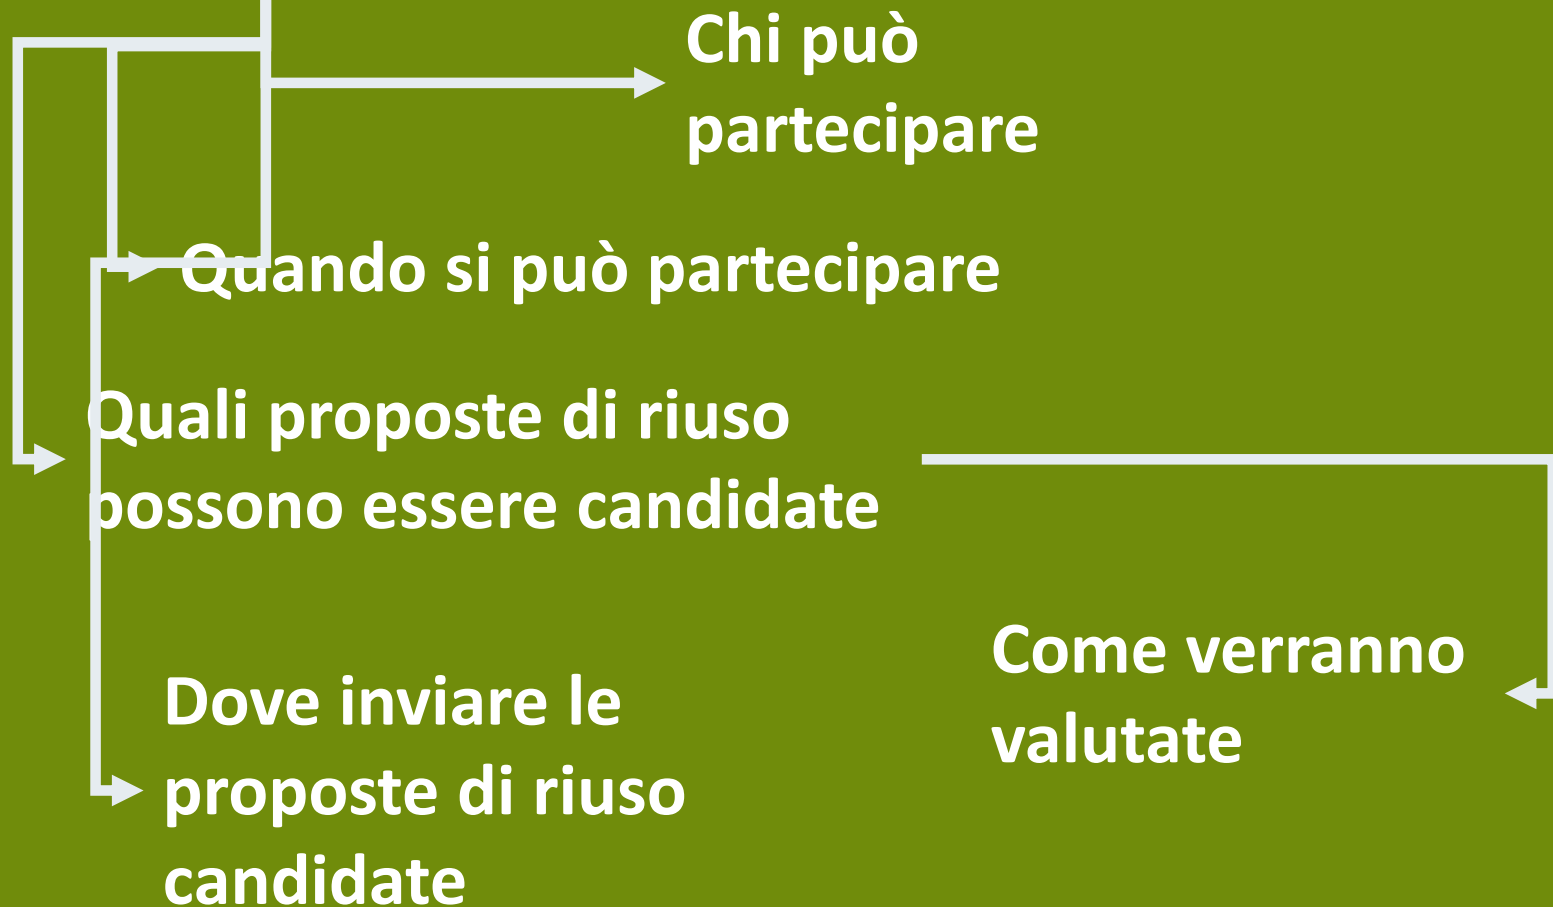 Chi può
partecipare
Quando si può partecipare
Quali proposte di riuso
possono essere candidate
Come verranno
valutate
Dove inviare le
proposte di riuso
candidate